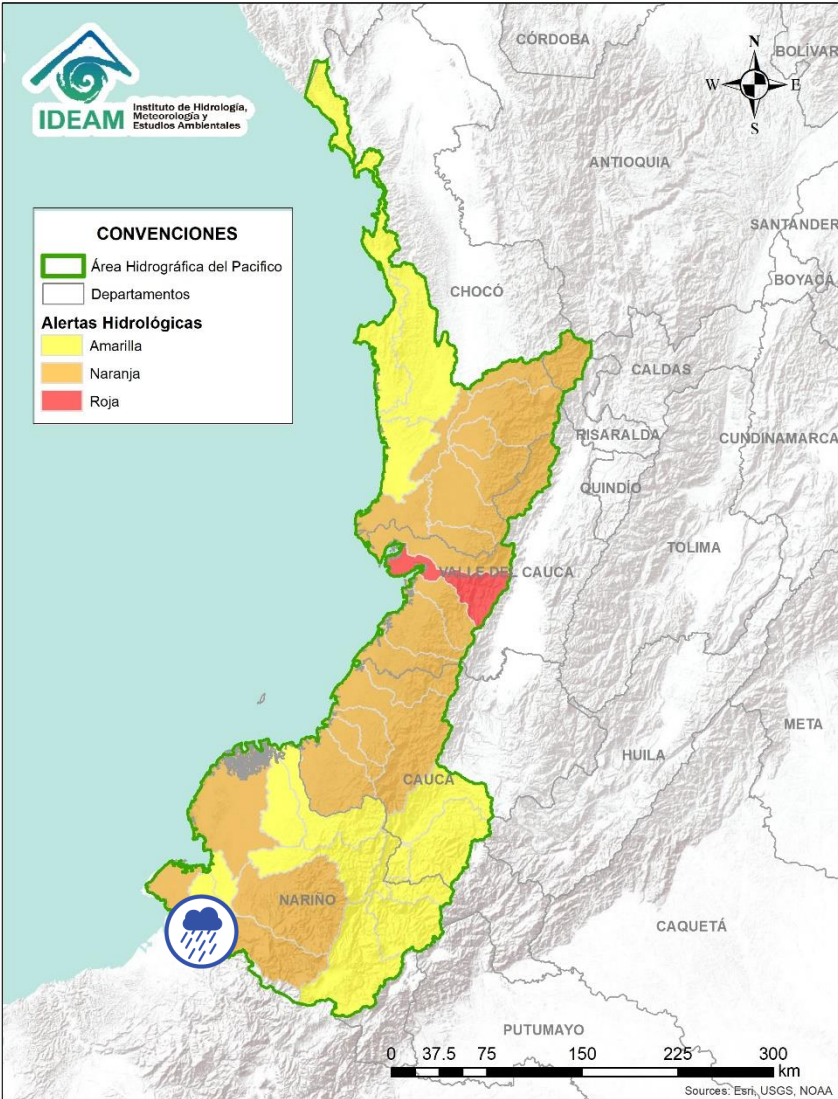 IDEAM
Instituto de Hidrología,
Meteorología y
Estudios Ambientales
N
W
E
S
CÓRDOBA
BOLÍVAR
ANTIOQUIA
SANTANDER
BOYACÁ
CHOCÓ
CALDAS
RISARALDA
CUNDINAMARCA
QUINDÍO
TOLIMA
VALLE DEL CAUCA
META
HUILA
CAUCA
NARIÑO
CAQUETÁ
PUTUMAYO
CONVENCIONES
Área Hidrográfica del Pacifico
Departamentos
Alertas Hidrológicas
Amarilla
Naranja
Roja
0 37.5 75 150 225 300
km
Sources: Esri, USGS, NOAA